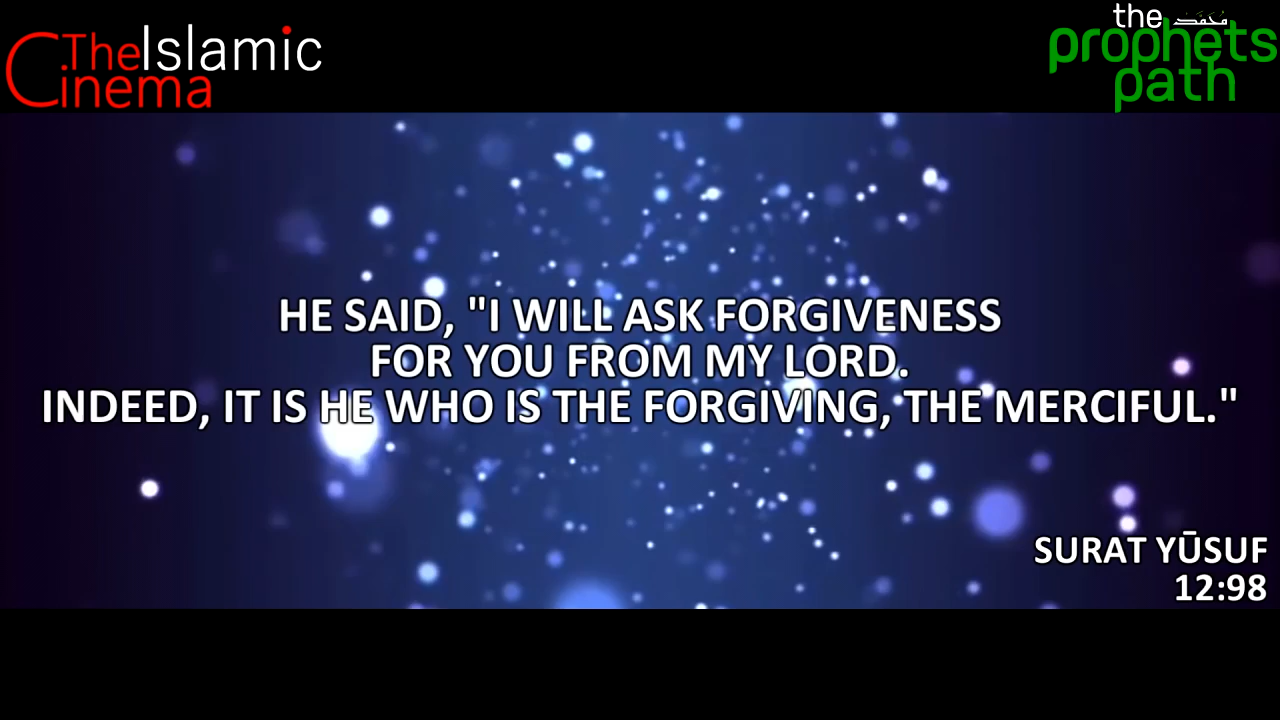 The Islamic
Cinema
the محمد
prophets
path
HE SAID, "I WILL ASK FORGIVENESS
FOR YOU FROM MY LORD.
INDEED, IT IS HE WHO IS THE FORGIVING, THE MERCIFUL."
SURAT YŪSUF
12:98